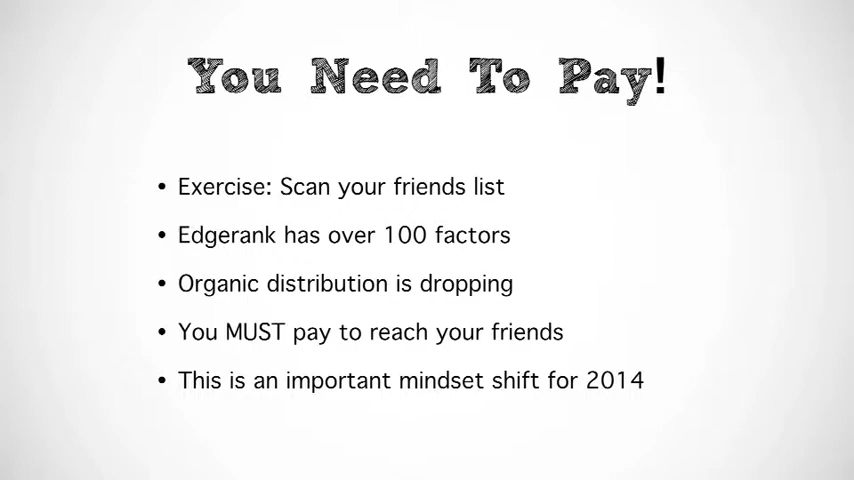 You Need To Pay!
• Exercise: Scan your friends list
• Edgerank has over 100 factors
• Organic distribution is dropping
• You MUST pay to reach your friends
• This is an important mindset shift for 2014